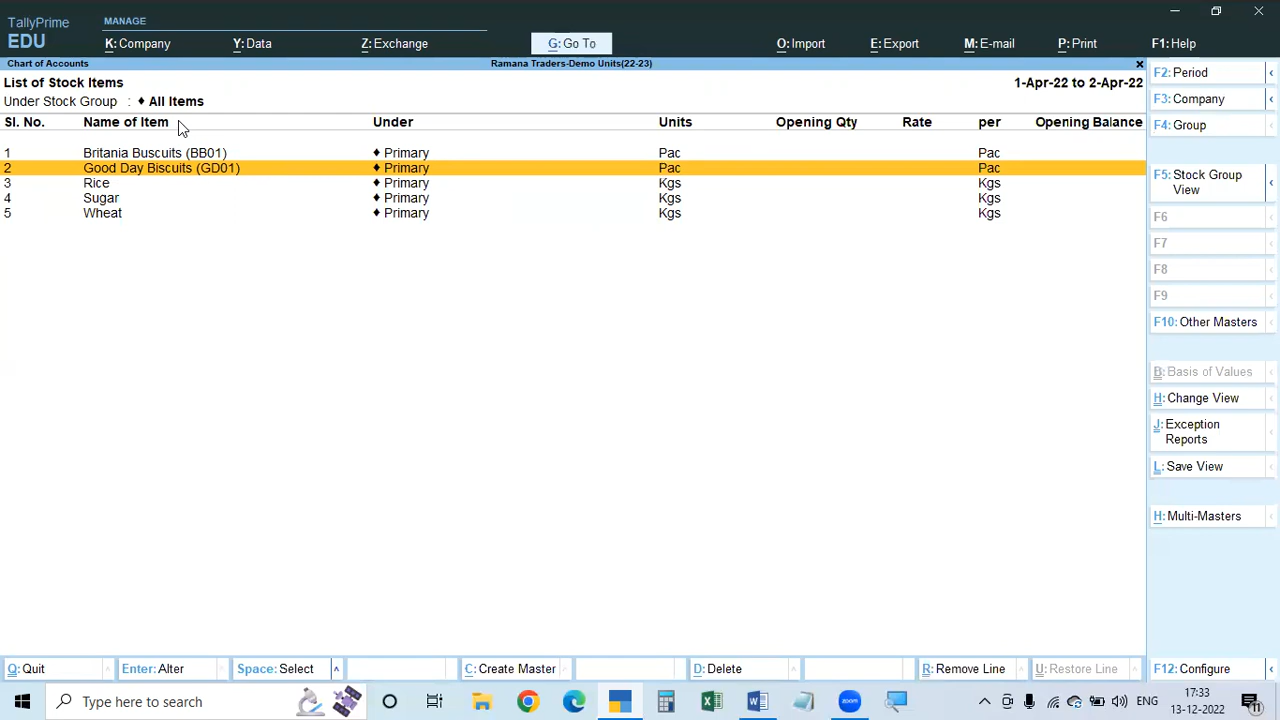 TallyPrime
EDU
MANAGE
K: Company Y: Data Z: Exchange G: Go To O: Import E: Export M: E-mail P: Print F1: Help
Chart of Accounts Ramana Traders-Demo Units(22-23)
List of Stock Items 1-Apr-22 to 2-Apr-22
Under Stock Group : ♦ All Items
Sl. No. Name of Item Under Units Opening Qty Rate per Opening Balance
1 Britania Buscuits (BB01) ♦ Primary Pac Pac
2 Good Day Biscuits (GD01) ♦ Primary Pac Pac
3 Rice ♦ Primary Kgs Kgs
4 Sugar ♦ Primary Kgs Kgs
5 Wheat ♦ Primary Kgs Kgs
F2: Period
F3: Company
F4: Group
F5: Stock Group
View
F6
F7
F8
F9
F10: Other Masters
B: Basis of Values
H: Change View
J: Exception
Reports
L: Save View
H: Multi-Masters
Q: Quit Enter: Alter Space: Select C: Create Master D: Delete R: Remove Line U: Restore Line F12: Configure
Type here to search
zoom
ENG
17:33
13-12-2022
11